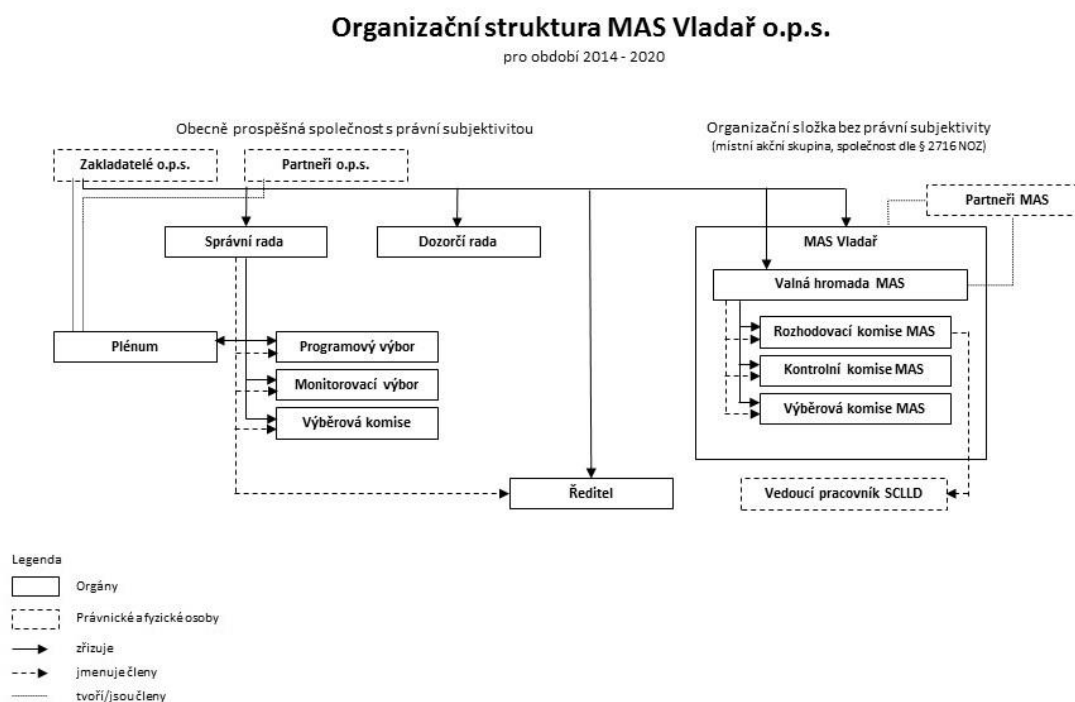 Organizační struktura MAS Vladař o.p.s.
pro období 2014 - 2020
Obecně prospěšná společnost s právní subjektivitou
Organizační složka bez právní subjektivity
(místní akční skupina, společnost dle § 2716 NOZ)
Zakladatelé o.p.s.
Partneři o.p.s.
Partneři MAS
Správní rada
Dozorčí rada
MAS Vladař
Valná hromada MAS
Plénum
Programový výbor
Monitorovací výbor
Výběrová komise
Rozhodovací komise MAS
Kontrolní komise MAS
Výběrová komise MAS
Ředitel
Vedoucí pracovník SCLLD
Legenda
Orgány
Právnické a fyzické osoby
zřizuje
jmenuje členy
tvoří/jsou členy